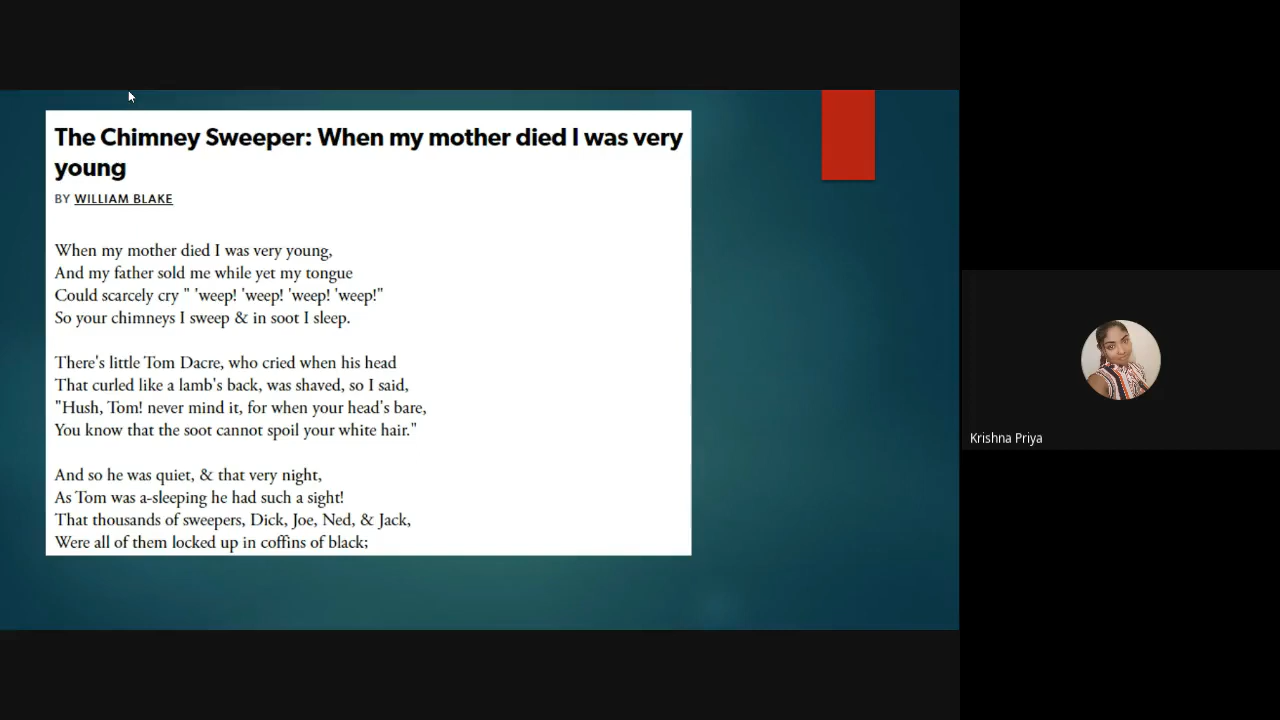 The Chimney Sweeper: When my mother died I was very
young
BY WILLIAM BLAKE
When my mother died I was very young,
And my father sold me while yet my tongue
Could scarcely cry " 'weep! 'weep! 'weep! 'weep!"
So your chimneys I sweep & in soot I sleep.
There's little Tom Dacre, who cried when his head
That curled like a lamb's back, was shaved, so I said,
"Hush, Tom! never mind it, for when your head's bare,
You know that the soot cannot spoil your white hair."
And so he was quiet, & that very night,
As Tom was a-sleeping he had such a sight!
That thousands of sweepers, Dick, Joe, Ned, & Jack,
Were all of them locked up in coffins of black;
Krishna Priya